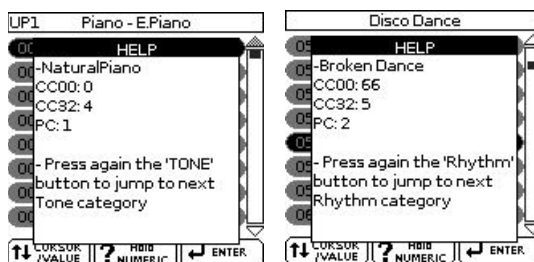 UP1 Piano - E.Piano
HELP
-NaturalPiano
CC00: 0
CC32: 4
PC: 1
- Press again the 'TONE'
button to jump to next
Tone category
CURSOR
/VALUE
? Hold
NUMERIC
ENTER
Disco Dance
HELP
-Broken Dance
CC00: 66
CC32: 5
PC: 2
- Press again the 'Rhythm'
button to jump to next
Rhythm category
CURSOR
/VALUE
? Hold
NUMERIC
ENTER